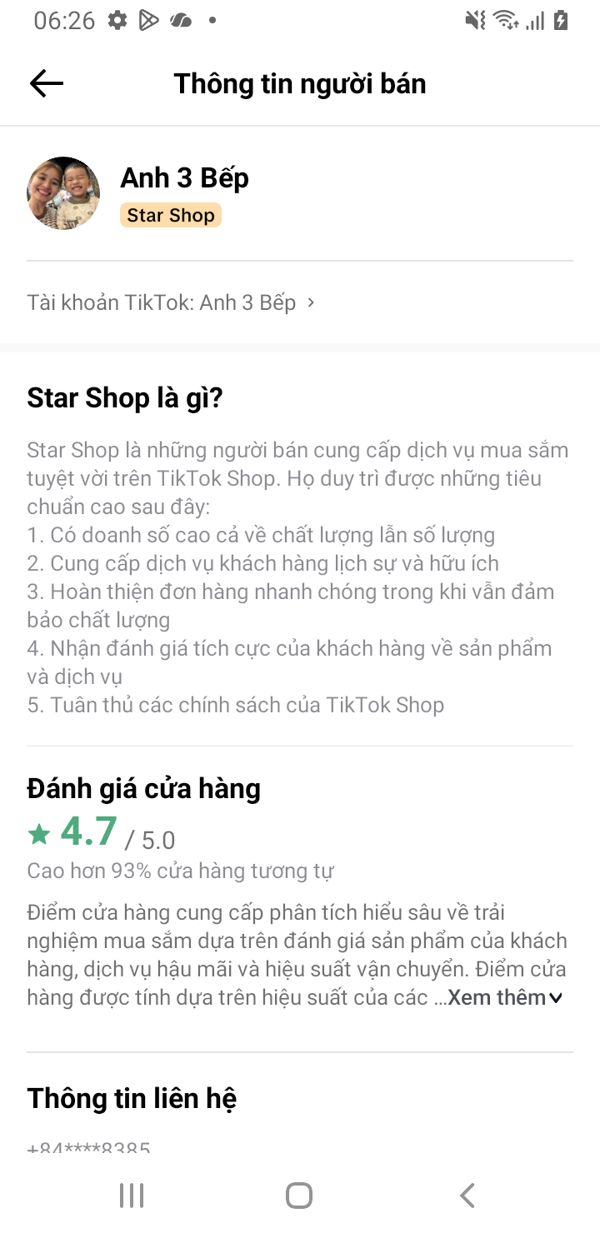 06:26
Thông tin người bán
Anh 3 Bếp
Star Shop
Tài khoản TikTok: Anh 3 Bếp ›
Star Shop là gì?
Star Shop là những người bán cung cấp dịch vụ mua sắm
tuyệt vời trên TikTok Shop. Họ duy trì được những tiêu
chuẩn cao sau đây:
1. Có doanh số cao cả về chất lượng lẫn số lượng
2. Cung cấp dịch vụ khách hàng lịch sự và hữu ích
3. Hoàn thiện đơn hàng nhanh chóng trong khi vẫn đảm
bảo chất lượng
4. Nhận đánh giá tích cực của khách hàng về sản phẩm
và dịch vụ
5. Tuân thủ các chính sách của TikTok Shop
Đánh giá cửa hàng
4.7 / 5.0
Cao hơn 93% cửa hàng tương tự
Điểm cửa hàng cung cấp phân tích hiểu sâu về trải
nghiệm mua sắm dựa trên đánh giá sản phẩm của khách
hàng, dịch vụ hậu mãi và hiệu suất vận chuyển. Điểm cửa
hàng được tính dựa trên hiệu suất của các ...Xem thêm
Thông tin liên hệ
+84****8385